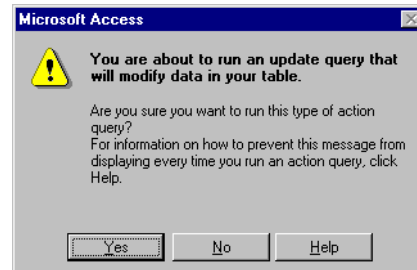 Microsoft Access
You are about to run an update query that
will modify data in your table.
Are you sure you want to run this type of action
query?
For information on how to prevent this message from
displaying every time you run an action query, click
Help.
Yes No Help